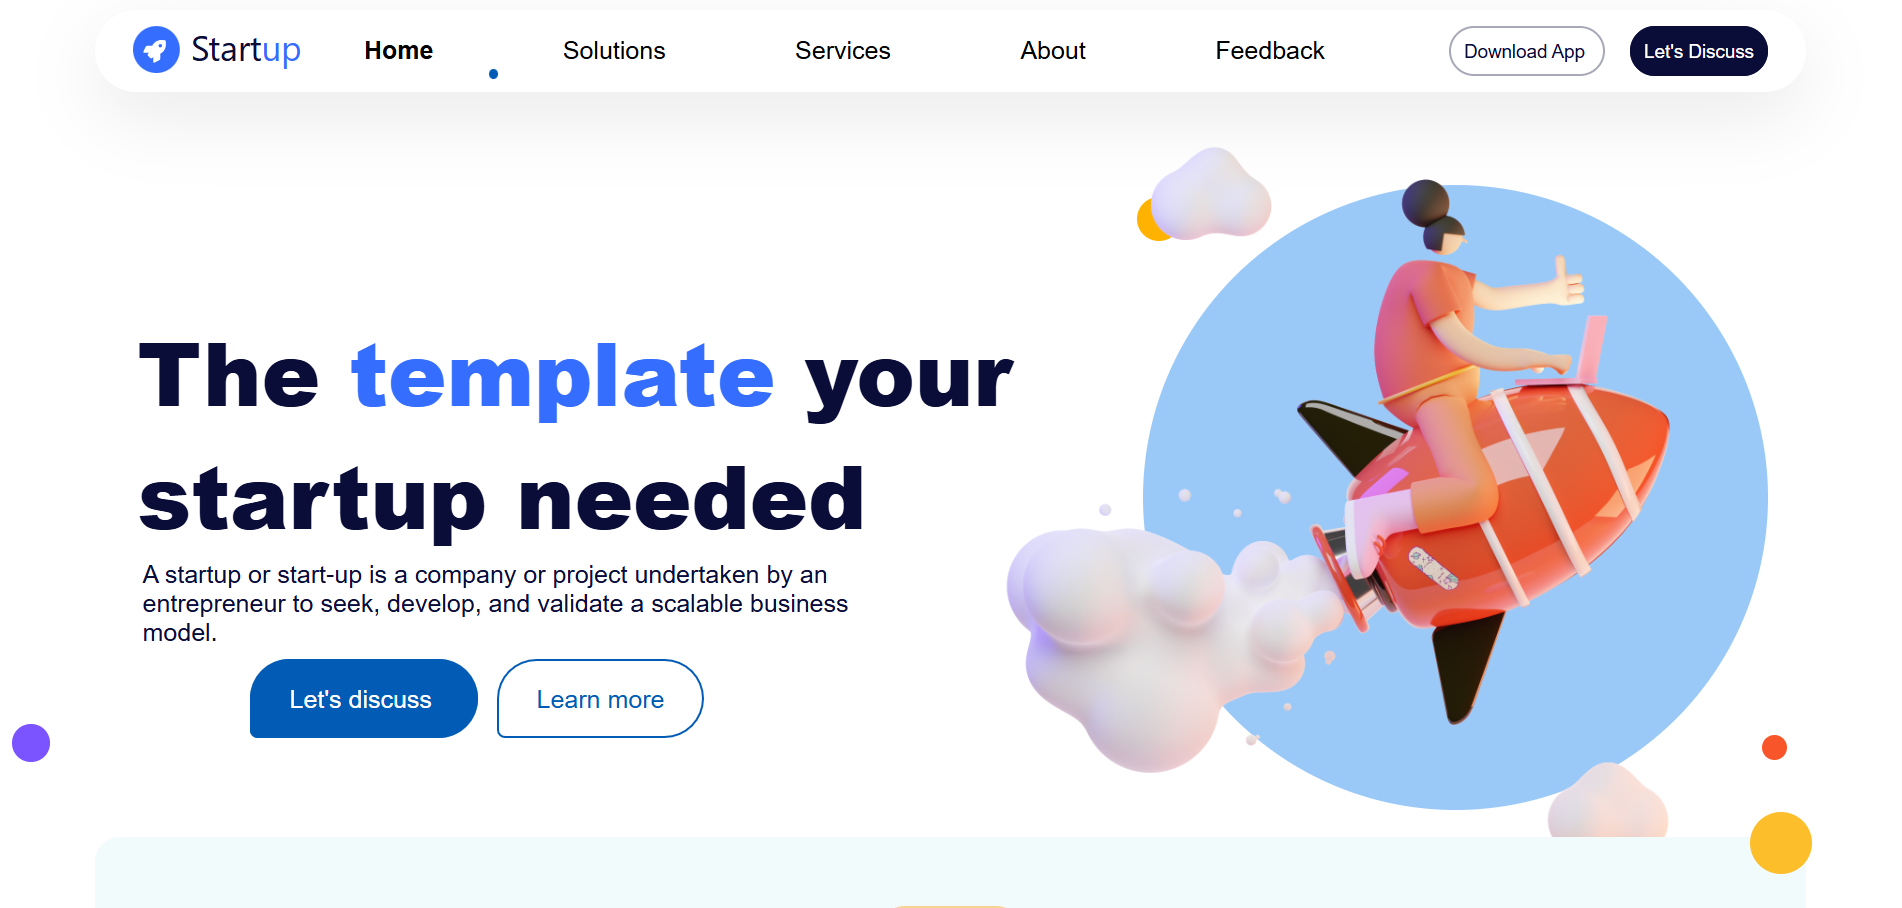 Startup Home Solutions Services About Feedback Download App Let's Discuss
The template your
startup needed
A startup or start-up is a company or project undertaken by an
entrepreneur to seek, develop, and validate a scalable business
model.
Let's discuss Learn more